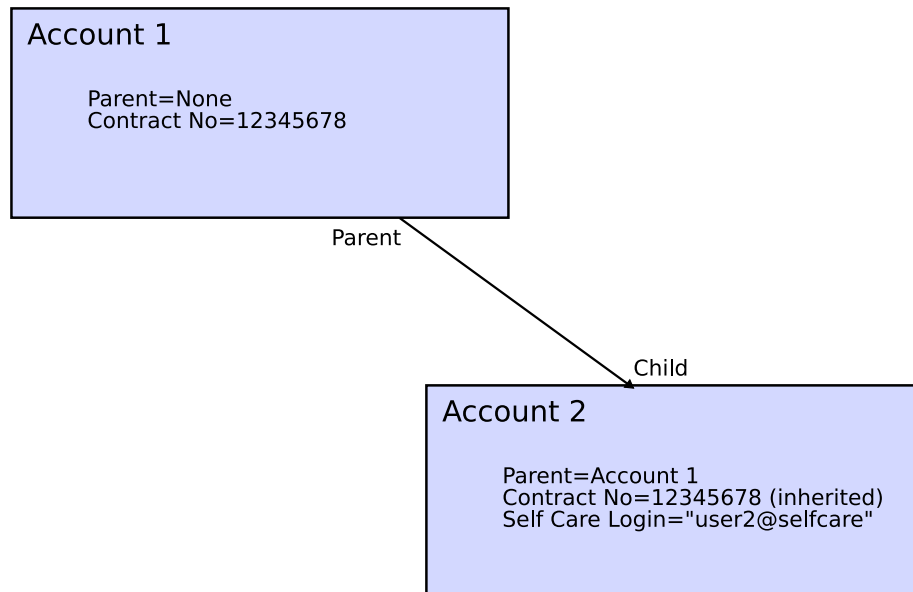 Account 1
Parent=None
Contract No=12345678
Parent
Child
Account 2
Parent=Account 1
Contract No=12345678 (inherited)
Self Care Login="user2@selfcare"